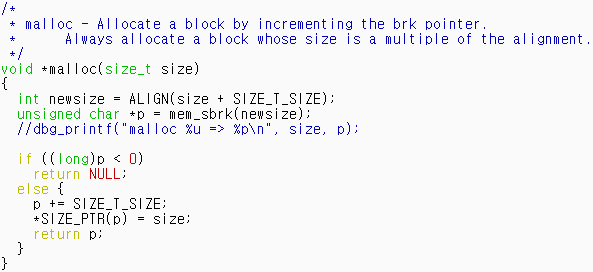 /*
 * malloc - Allocate a block by incrementing the brk pointer.
 *      Always allocate a block whose size is a multiple of the alignment.
 */
void *malloc(size_t size)
{
  int newsize = ALIGN(size + SIZE_T_SIZE);
  unsigned char *p = mem_sbrk(newsize);
  //dbg_printf("malloc %u => %p\n", size, p);

  if ((long)p < 0)
    return NULL;
  else {
    p += SIZE_T_SIZE;
    *SIZE_PTR(p) = size;
    return p;
  }
}